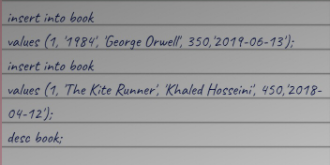 insert into book
values (1, '1984', 'George Orwell', 350,'2019-06-13');
insert into book
values (1, 'The Kite Runner', 'Khaled Hosseini', 450,'2018-
04-12');
desc book;